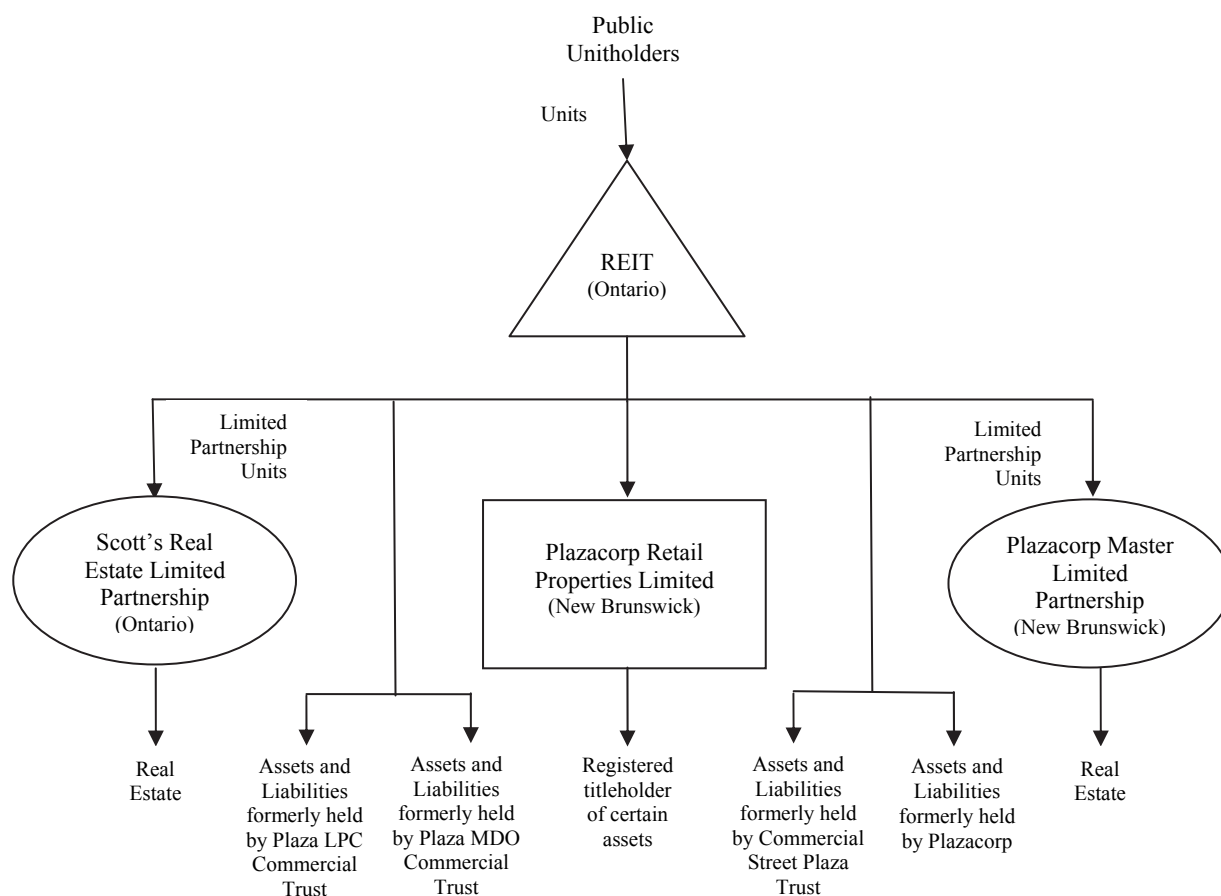 Public
Unitholders
Units
REIT
(Ontario)
Limited
Partnership
Units
Limited
Partnership
Units
Scott's Real
Estate Limited
Partnership
(Ontario)
Plazacorp Retail
Properties Limited
(New Brunswick)
Plazacorp Master
Limited
Partnership
(New Brunswick)
Real
Estate
Assets and
Liabilities
formerly held
by Plaza LPC
Commercial
Trust
Assets and
Liabilities
formerly held
by Plaza MDO
Commercial
Trust
Registered
titleholder
of certain
assets
Assets and
Liabilities
formerly held
by Commercial
Street Plaza
Trust
Assets and
Liabilities
formerly held
by Plazacorp
Real
Estate